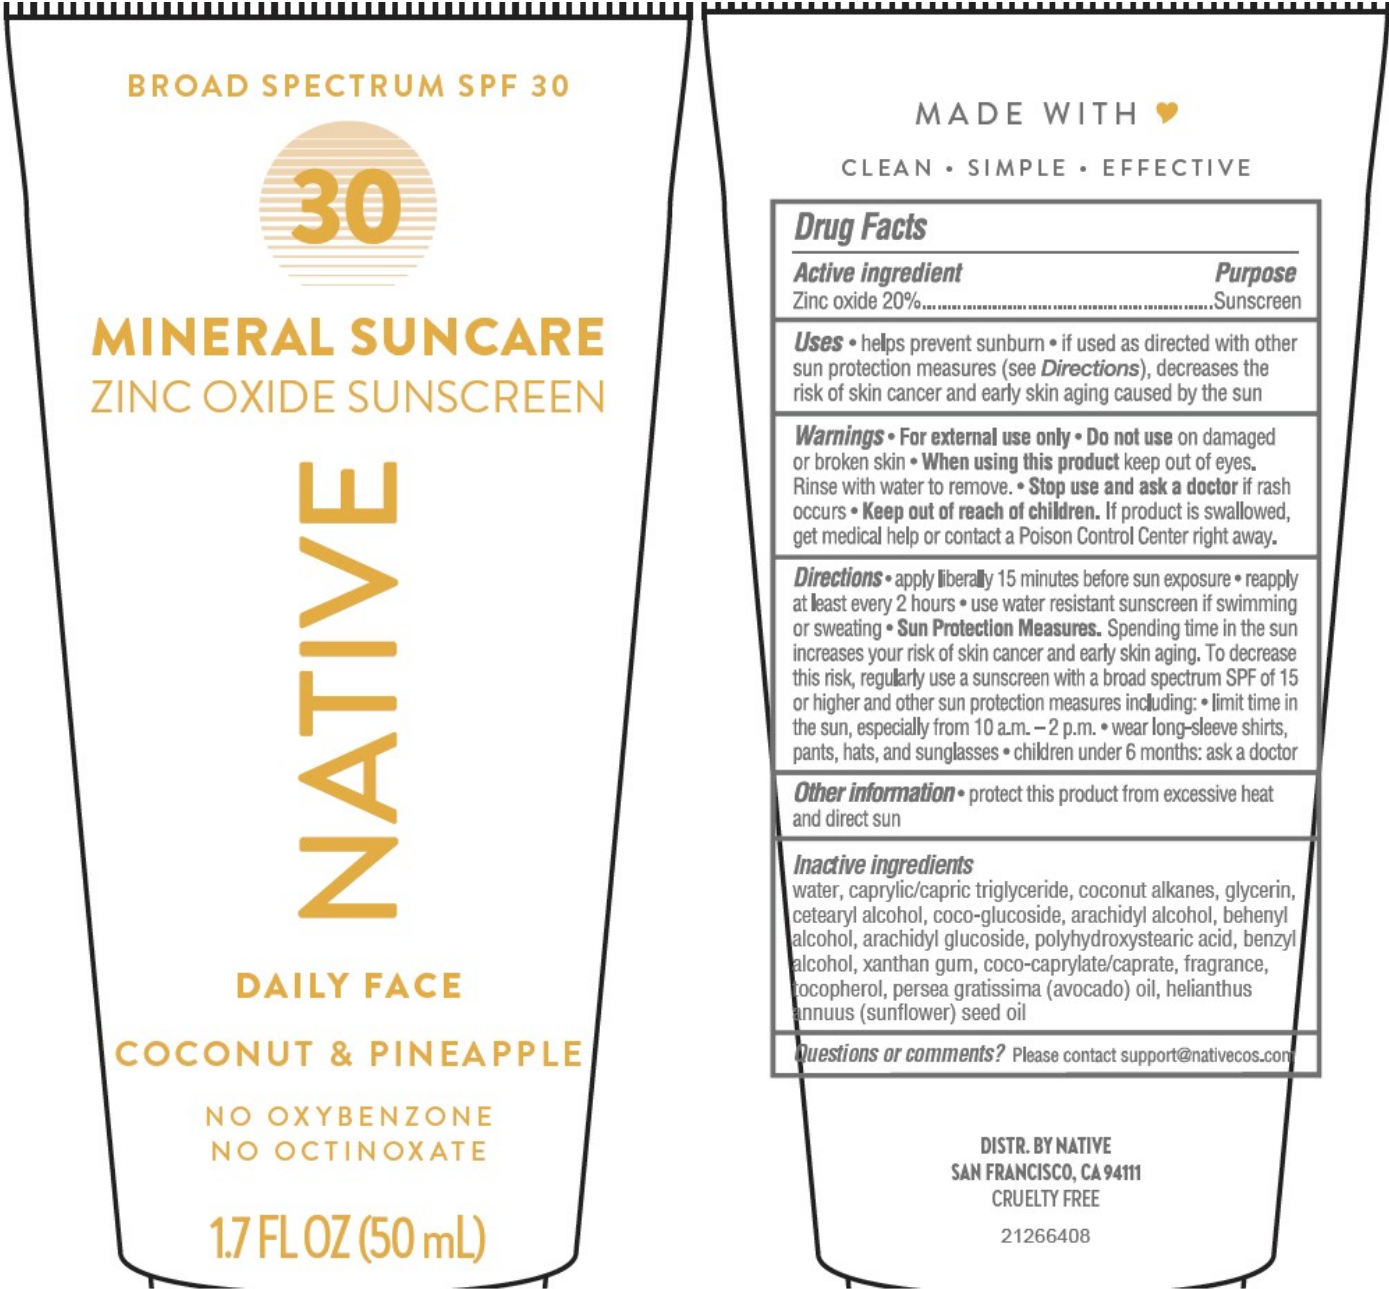 BROAD SPECTRUM SPF 30
30
MINERAL SUNCARE
ZINC OXIDE SUNSCREEN
NATIVE
DAILY FACE
COCONUT & PINEAPPLE
NO OXYBENZONE
NO OCTINOXATE
1.7 FL OZ (50 mL)
MADE WITH
CLEAN • SIMPLE • EFFECTIVE
Drug Facts
Active ingredient Purpose
Zinc oxide 20%............................................................Sunscreen
Uses • helps prevent sunburn • if used as directed with other
sun protection measures (see Directions), decreases the
risk of skin cancer and early skin aging caused by the sun
Warnings • For external use only • Do not use on damaged
or broken skin • When using this product keep out of eyes.
Rinse with water to remove. • Stop use and ask a doctor if rash
occurs • Keep out of reach of children. If product is swallowed,
get medical help or contact a Poison Control Center right away.
Directions • apply liberally 15 minutes before sun exposure • reapply
at least every 2 hours • use water resistant sunscreen if swimming
or sweating • Sun Protection Measures. Spending time in the sun
increases your risk of skin cancer and early skin aging. To decrease
this risk, regularly use a sunscreen with a broad spectrum SPF of 15
or higher and other sun protection measures including: • limit time in
the sun, especially from 10 a.m. – 2 p.m. • wear long-sleeve shirts,
pants, hats, and sunglasses • children under 6 months: ask a doctor
Other information • protect this product from excessive heat
and direct sun
Inactive ingredients
water, caprylic/capric triglyceride, coconut alkanes, glycerin,
cetearyl alcohol, coco-glucoside, arachidyl alcohol, behenyl
alcohol, arachidyl glucoside, polyhydroxystearic acid, benzyl
alcohol, xanthan gum, coco-caprylate/caprate, fragrance,
tocopherol, persea gratissima (avocado) oil, helianthus
annuus (sunflower) seed oil
Questions or comments? Please contact support@nativecos.com
DISTR. BY NATIVE
SAN FRANCISCO, CA 94111
CRUELTY FREE
21266408